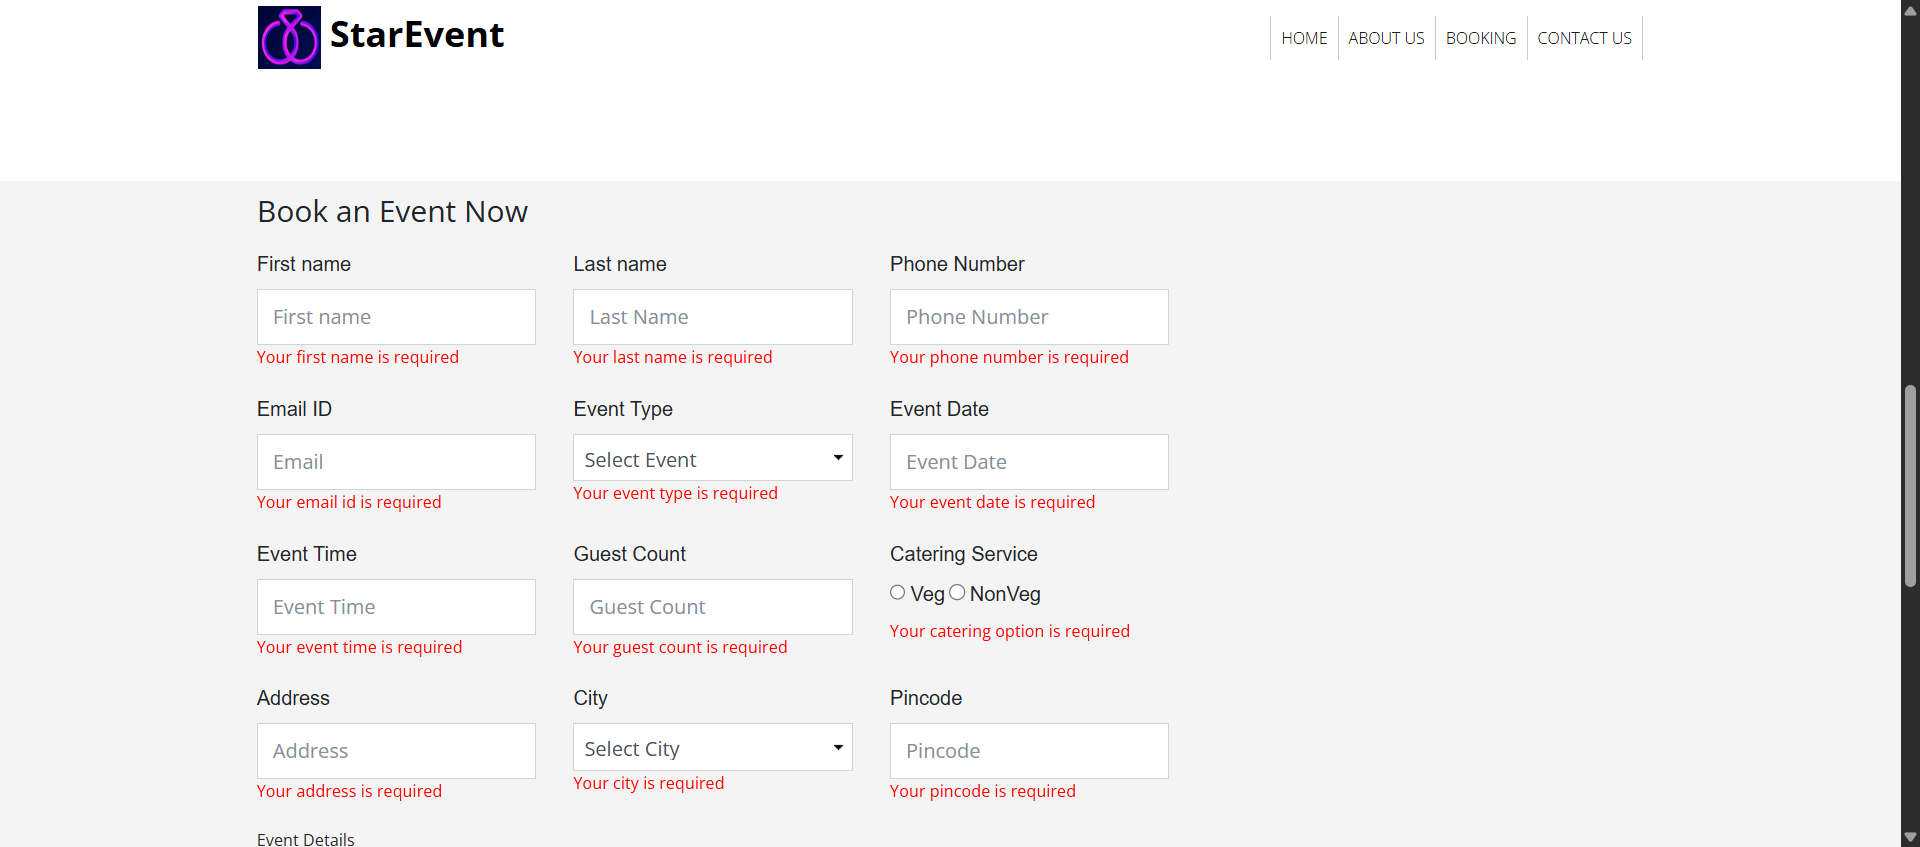 StarEvent
HOME
ABOUT US
BOOKING
CONTACT US
Book an Event Now
First name
Last name
Phone Number
First name
Last Name
Phone Number
Your first name is required
Your last name is required
Your phone number is required
Email ID
Event Type
Event Date
Email
Select Event
Event Date
Your email id is required
Your event type is required
Your event date is required
Event Time
Guest Count
Catering Service
Event Time
Guest Count
Veg NonVeg
Your event time is required
Your guest count is required
Your catering option is required
Address
City
Pincode
Address
Select City
Pincode
Your address is required
Your city is required
Your pincode is required
Event Details